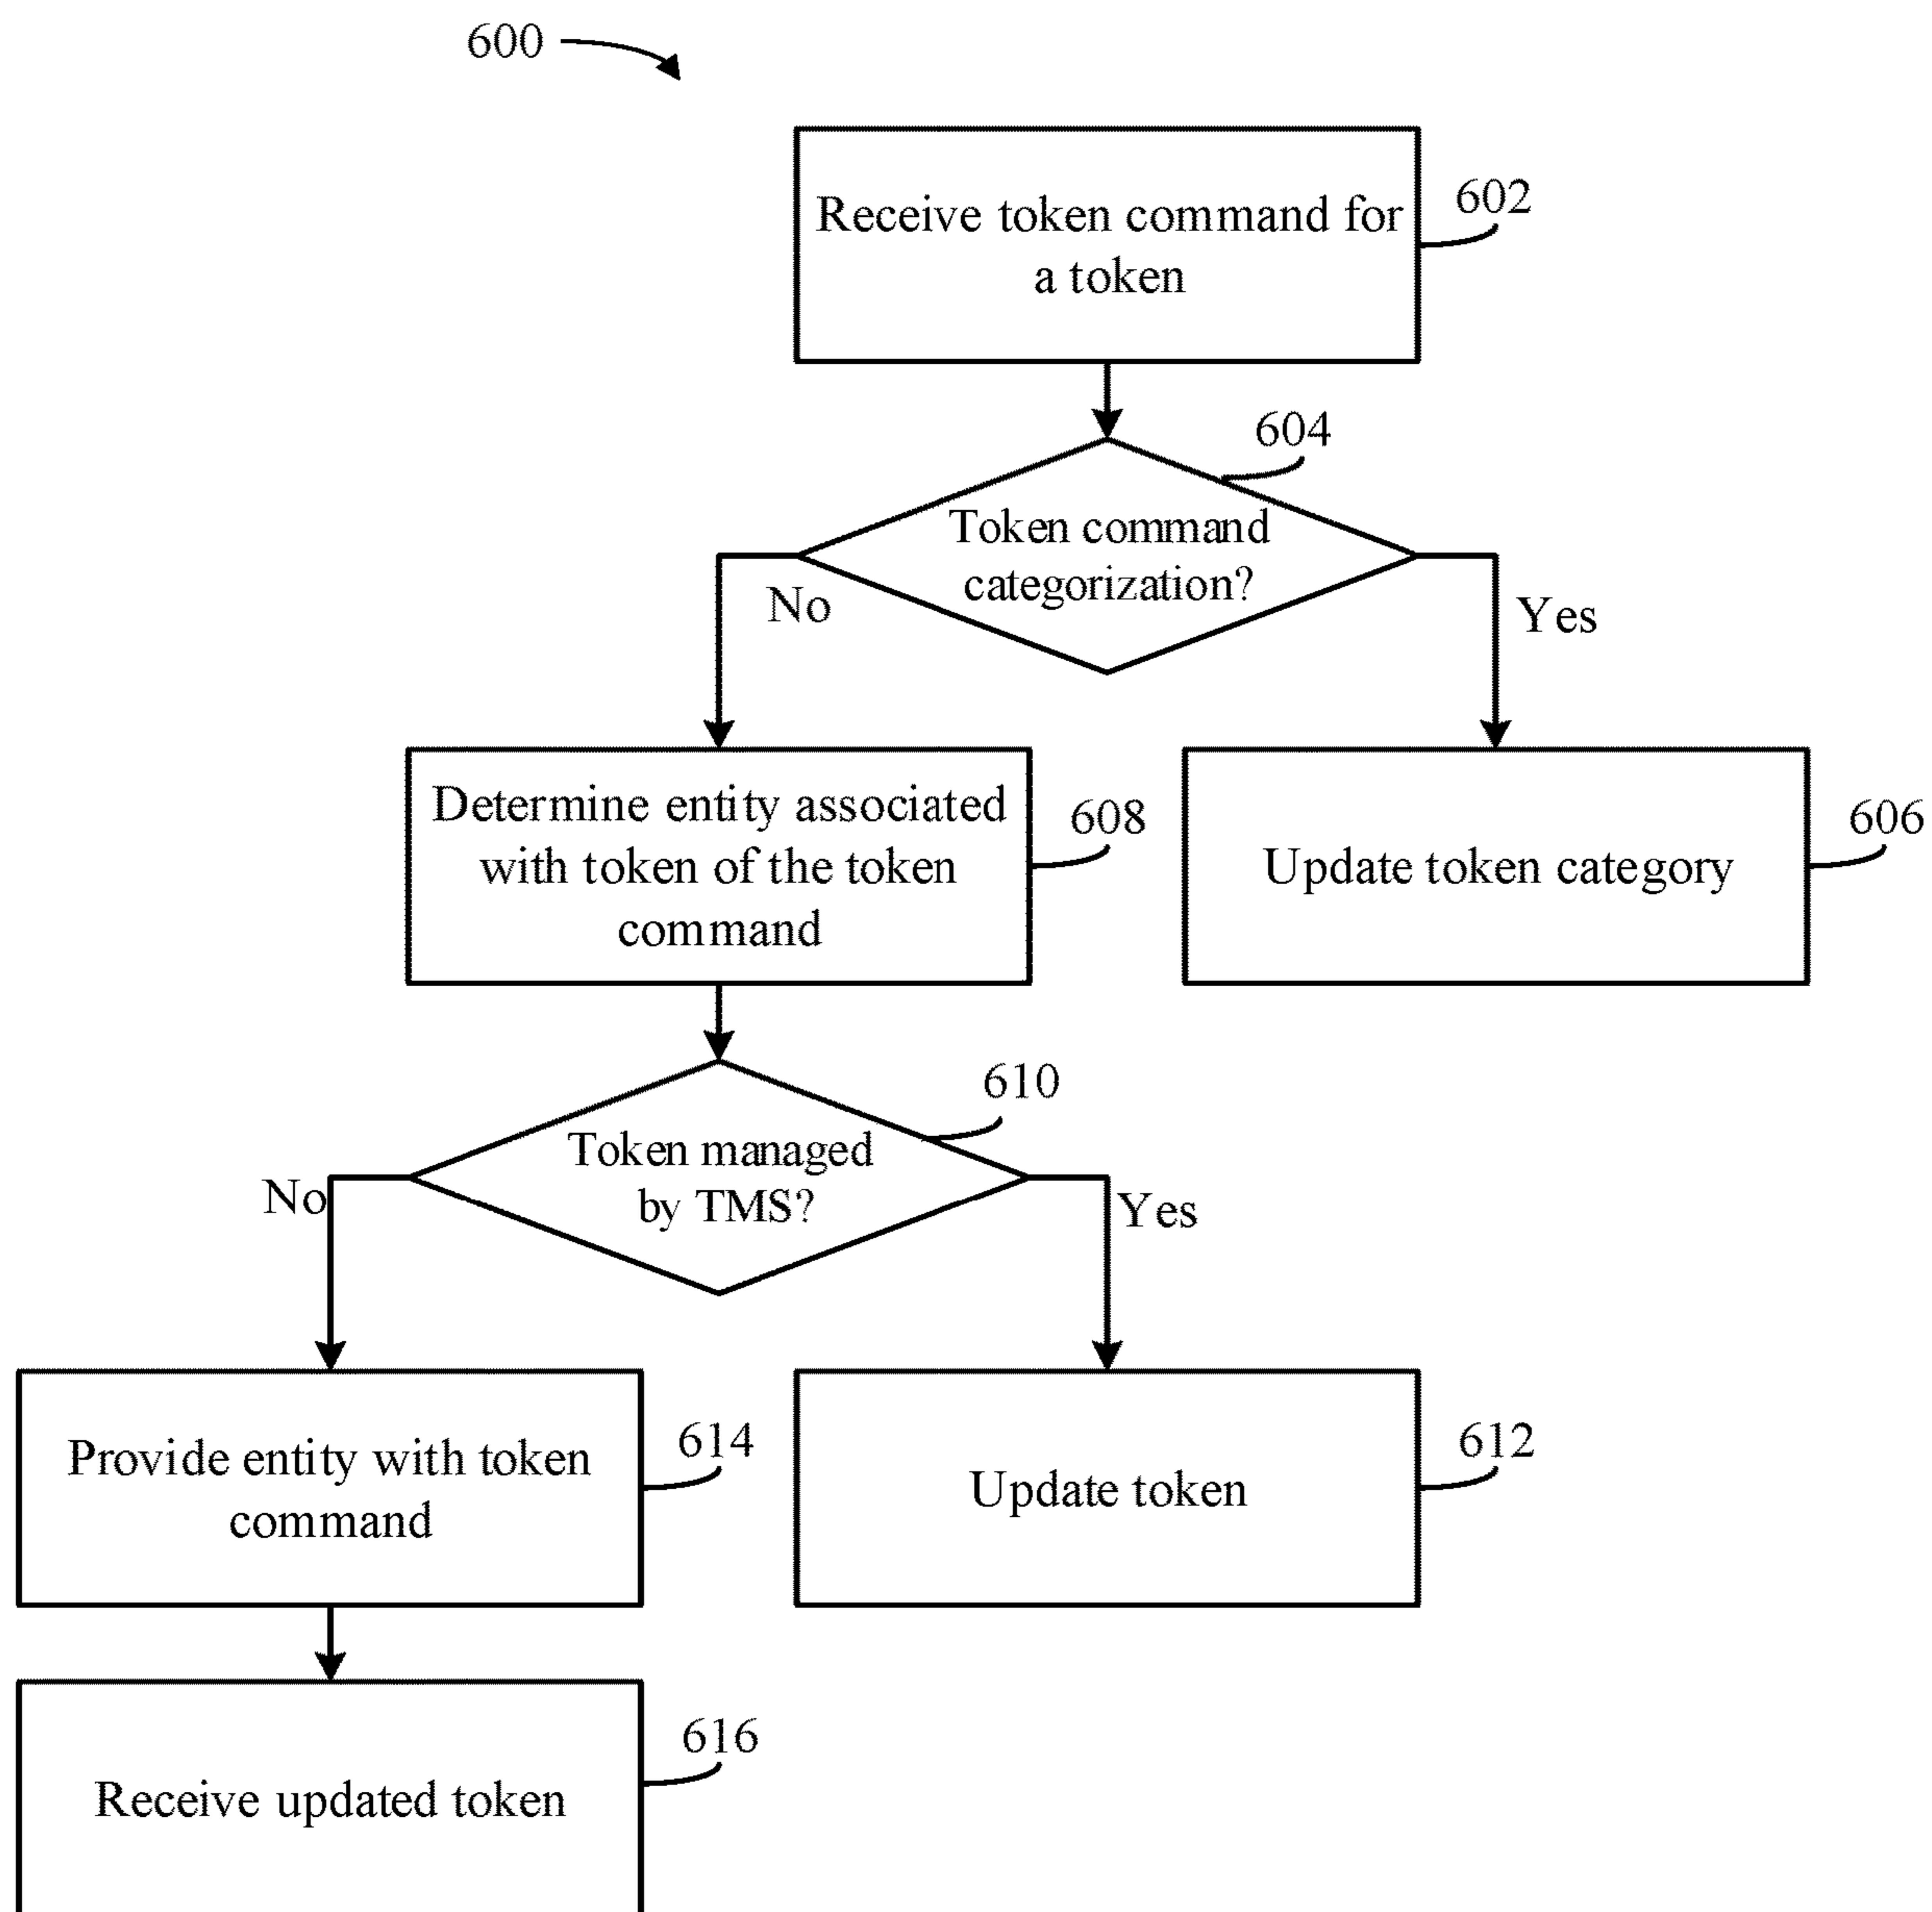 600
Receive token command for
a token
602
604
Token command
categorization?
No
Yes
Determine entity associated
with token of the token
command
608
Update token category
606
610
Token managed
by TMS?
No
Yes
Provide entity with token
command
614
Update token
612
616
Receive updated token